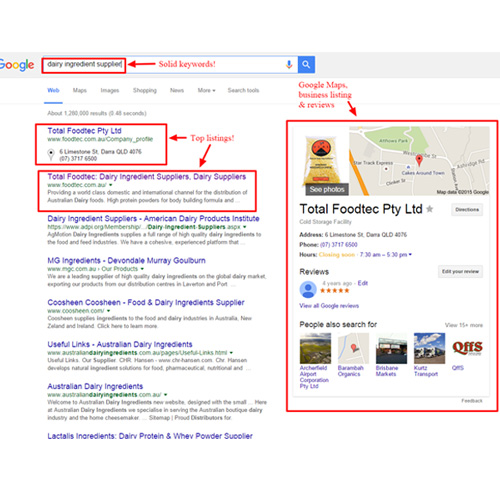 Google
dairy ingredient supplier
Solid keywords!
Web Maps Images Shopping News More Search tools
About 1,280,000 results (0.48 seconds)
Total Foodtec Pty Ltd
www.foodtec.com.au/Company_profile
6 Limestone St, Darra QLD 4076
(07) 3717 6500
Top listings!
Total Foodtec: Dairy Ingredient Suppliers, Dairy Suppliers
www.foodtec.com.au/
Providing a world class domestic and international channel for the distribution of
Australian Dairy foods. High protein powders for body building formula and ...
Dairy Ingredient Suppliers - American Dairy Products Institute
https://www.adpi.org/Membership/.../Dairy-Ingredient-Suppliers.aspx
AgMotion Dairy Ingredients supplies a full range of high quality dairy ingredients to
the food and feed industries. We have a cohesive, experienced platform that ...
MG Ingredients - Devondale Murray Goulburn
www.mgc.com.au › Our Products
We are a leading supplier of high quality dairy ingredients on the global dairy market.
exporting our products from our distribution centres in Laverton and Port. ...
Coosheen Coosheen - Food & Dairy Ingredients Supplier
www.coosheen.com/
Coosheen supplies ingredients to the food and dairy industries in Australia, New
Zealand and Ireland. Click here to learn more.
Useful Links - Australian Dairy Ingredients
www.australiandairyingredients.com.au/pages/Useful-Links.html
Useful Links. Our Supplier. CHR. Hansen - www.chr-hansen.com. Chr. Hansen
develops natural ingredient solutions for food, pharmaceutical, nutritional and ...
Australian Dairy Ingredients
www.australiandairyingredients.com.au/
Welcome to Australian Dairy Ingredients new website, designed with the small ... Here
at Australian Dairy Ingredients we specialise in serving the Australian boutique dairy
industry and the home cheesemaker. ... Sitemap | Proud Distributors for.
Lactalis Ingredients: Dairy Protein & Whey Powder Supplier
Google Maps,
business listing
& reviews
See photos
Star Track Express
Cakes Around Town
Map data ©2015 Google
Total Foodtec Pty Ltd
Directions
Cold Storage Facility
Address: 6 Limestone St, Darra QLD 4076
Phone: (07) 3717 6500
Hours: Closing soon · 7:30 am – 5:30 pm
Reviews
Edit your review
4 years ago - Edit
View all Google reviews
People also search for
View 15+ more
QffS
Archerfield
Airport
Corporation
Pty Ltd
Barambah
Organics
Brisbane
Markets
Kurtz
Transport
QffS
Feedback